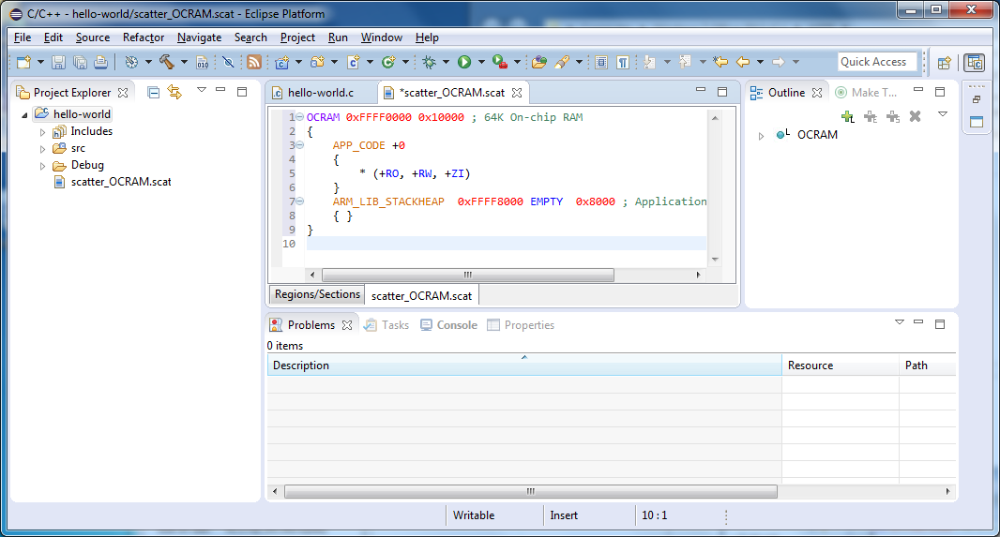 C/C++ - hello-world/scatter_OCRAM.scat - Eclipse Platform
File Edit Source Refactor Navigate Search Project Run Window Help
010
Quick Access
Project Explorer
hello-world
Includes
src
Debug
scatter_OCRAM.scat
hello-world.c *scatter_OCRAM.scat
1 OCRAM 0xFFFF0000 0x10000 ; 64K On-chip RAM
2 {
3 APP_CODE +0
4 {
5 * (+RO, +RW, +ZI)
6 }
7 ARM_LIB_STACKHEAP 0xFFFF8000 EMPTY 0x8000 ; Application
8 { }
9 }
10
Regions/Sections scatter_OCRAM.scat
Outline Make T...
OCRAM
Problems Tasks Console Properties
0 items
Description Resource Path
Writable Insert 10 : 1